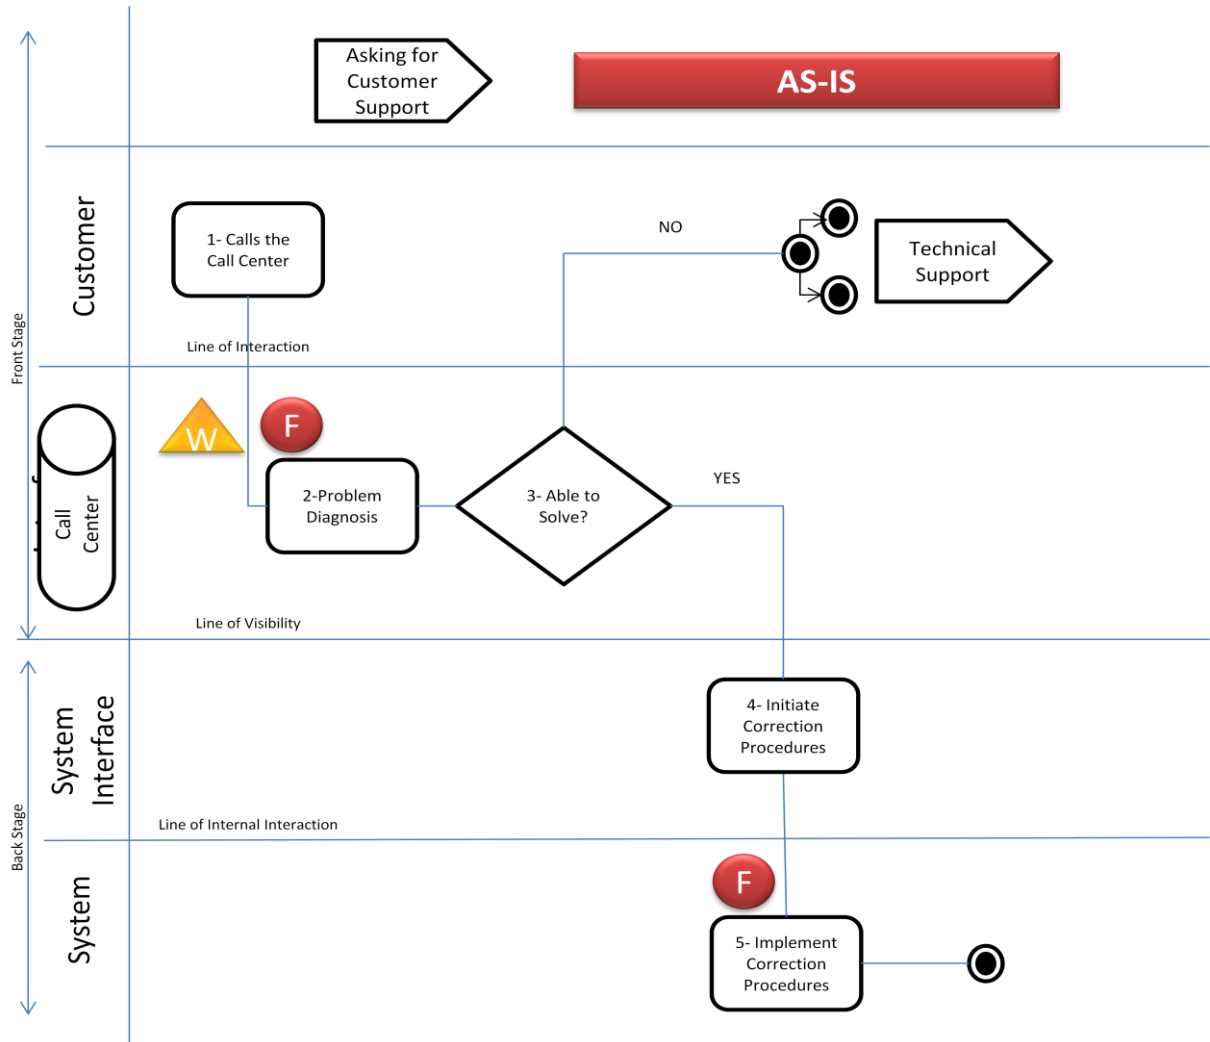 Asking for
Customer
Support
AS-IS
Front Stage
Customer
1- Calls the
Call Center
NO
Technical
Support
Line of Interaction
Call
Center
W
F
2-Problem
Diagnosis
3- Able to
Solve?
YES
Line of Visibility
Back Stage
System
Interface
4- Initiate
Correction
Procedures
Line of Internal Interaction
System
F
5- Implement
Correction
Procedures